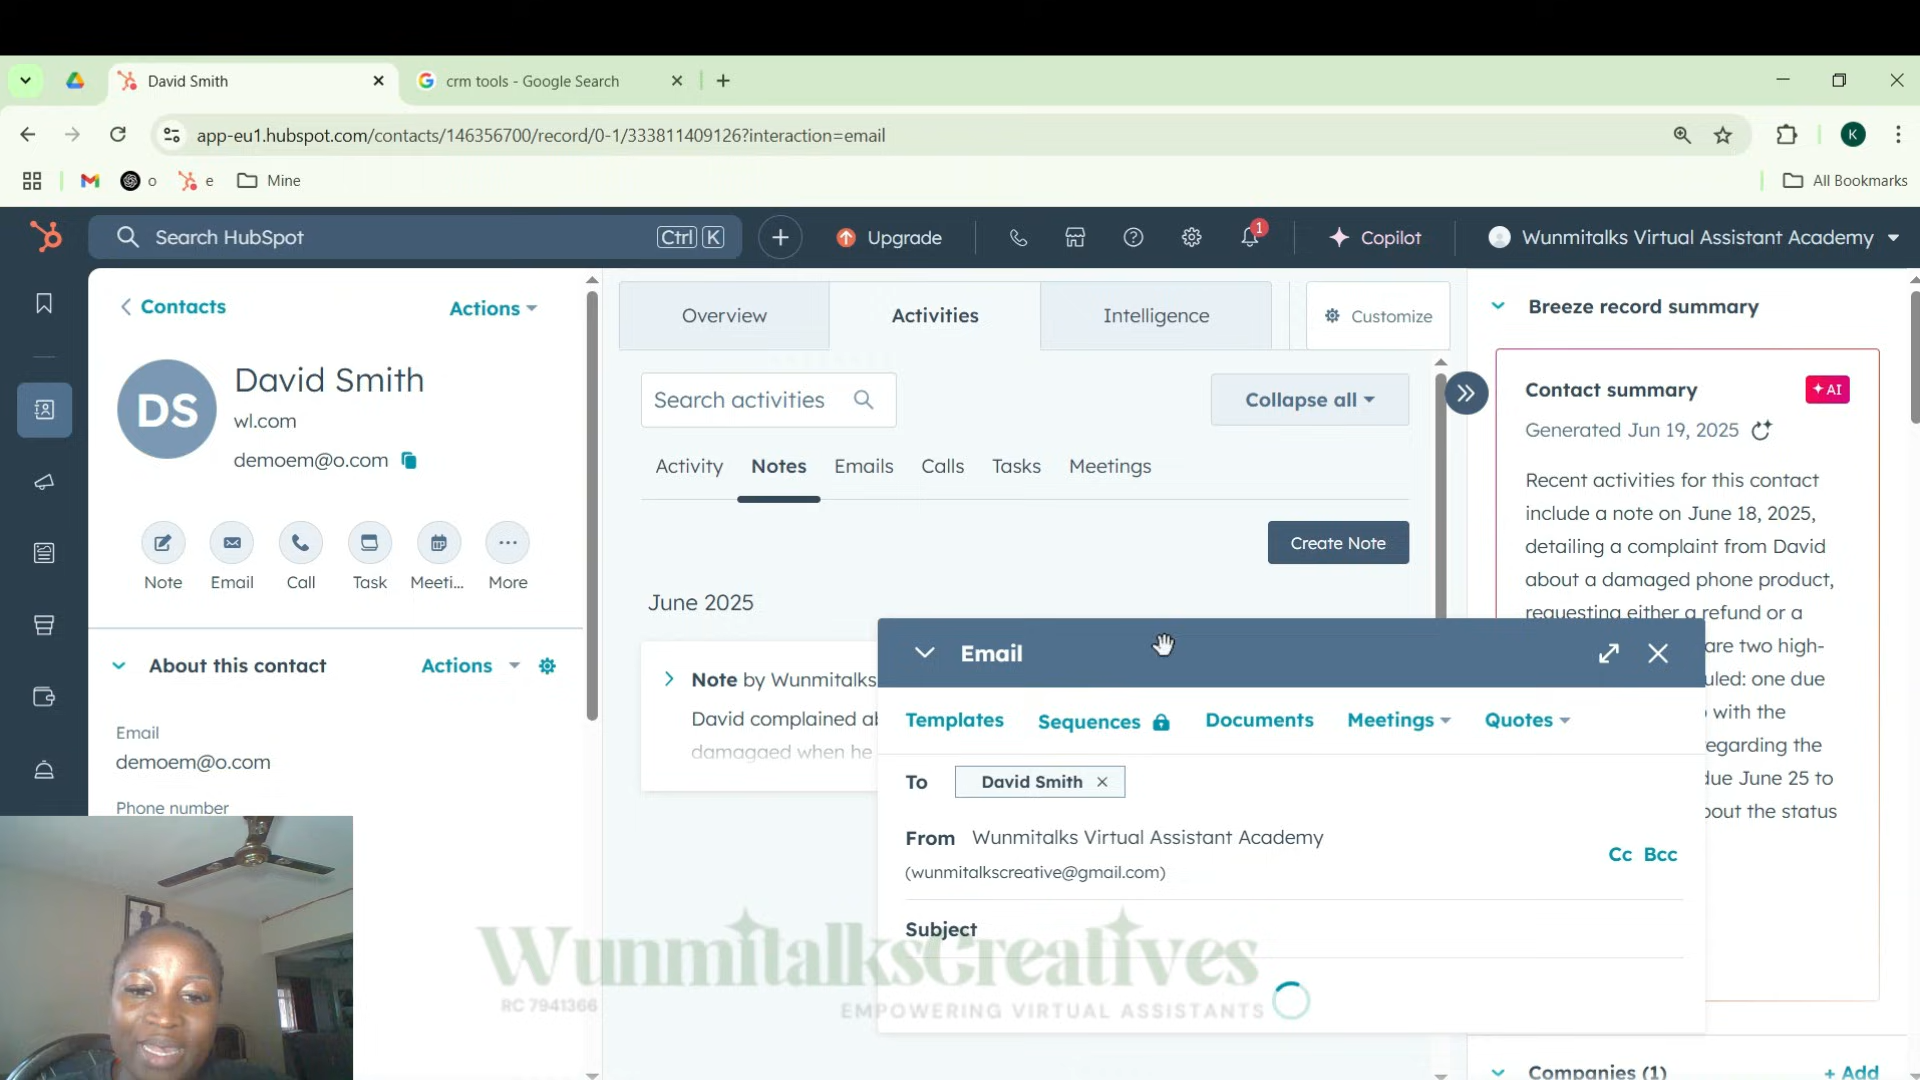 David Smith
crm tools - Google Search
app-eu1.hubspot.com/contacts/146356700/record/0-1/333811409126?interaction=email
K
o
e
Mine
All Bookmarks
Search HubSpot
Ctrl K
Upgrade
1
Copilot
Wunmitalks Virtual Assistant Academy
Contacts
Actions
DS
David Smith
wl.com
demoem@o.com
Note
Email
Call
Task
Meeti...
More
About this contact
Actions
Email
demoem@o.com
Phone number
Overview
Activities
Intelligence
Customize
Search activities
Collapse all
Activity
Notes
Emails
Calls
Tasks
Meetings
Create Note
June 2025
Note by Wunmitalks
David complained ab
damagaed when he
Email
Templates
Sequences
Documents
Meetings
Quotes
To
David Smith
From Wunmitalks Virtual Assistant Academy
(wunmitalkscreative@gmail.com)
Cc Bcc
Subject
WunmitalksCreatives
RC 7941366
EMPOWERING VIRTUAL ASSISTANTS
Breeze record summary
Contact summary
AI
Generated Jun 19, 2025
Recent activities for this contact
include a note on June 18, 2025,
detailing a complaint from David
about a damaged phone product,
requesting either a refund or a
are two high-
uled: one due
with the
egarding the
due June 25 to
bout the status
Companies (1)
+ Add